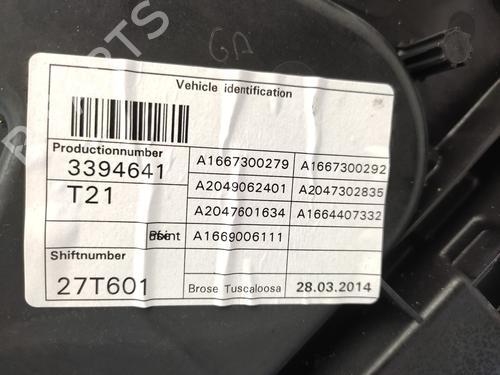 GA
Vehicle identification
Productionnumber
3394641
T21
A1667300279 A1667300292
A2049062401 A2047302835
A2047601634 A1664407332
A1669006111
Shiftnumber
27T601
Brose Tuscaloosa 28.03.2014